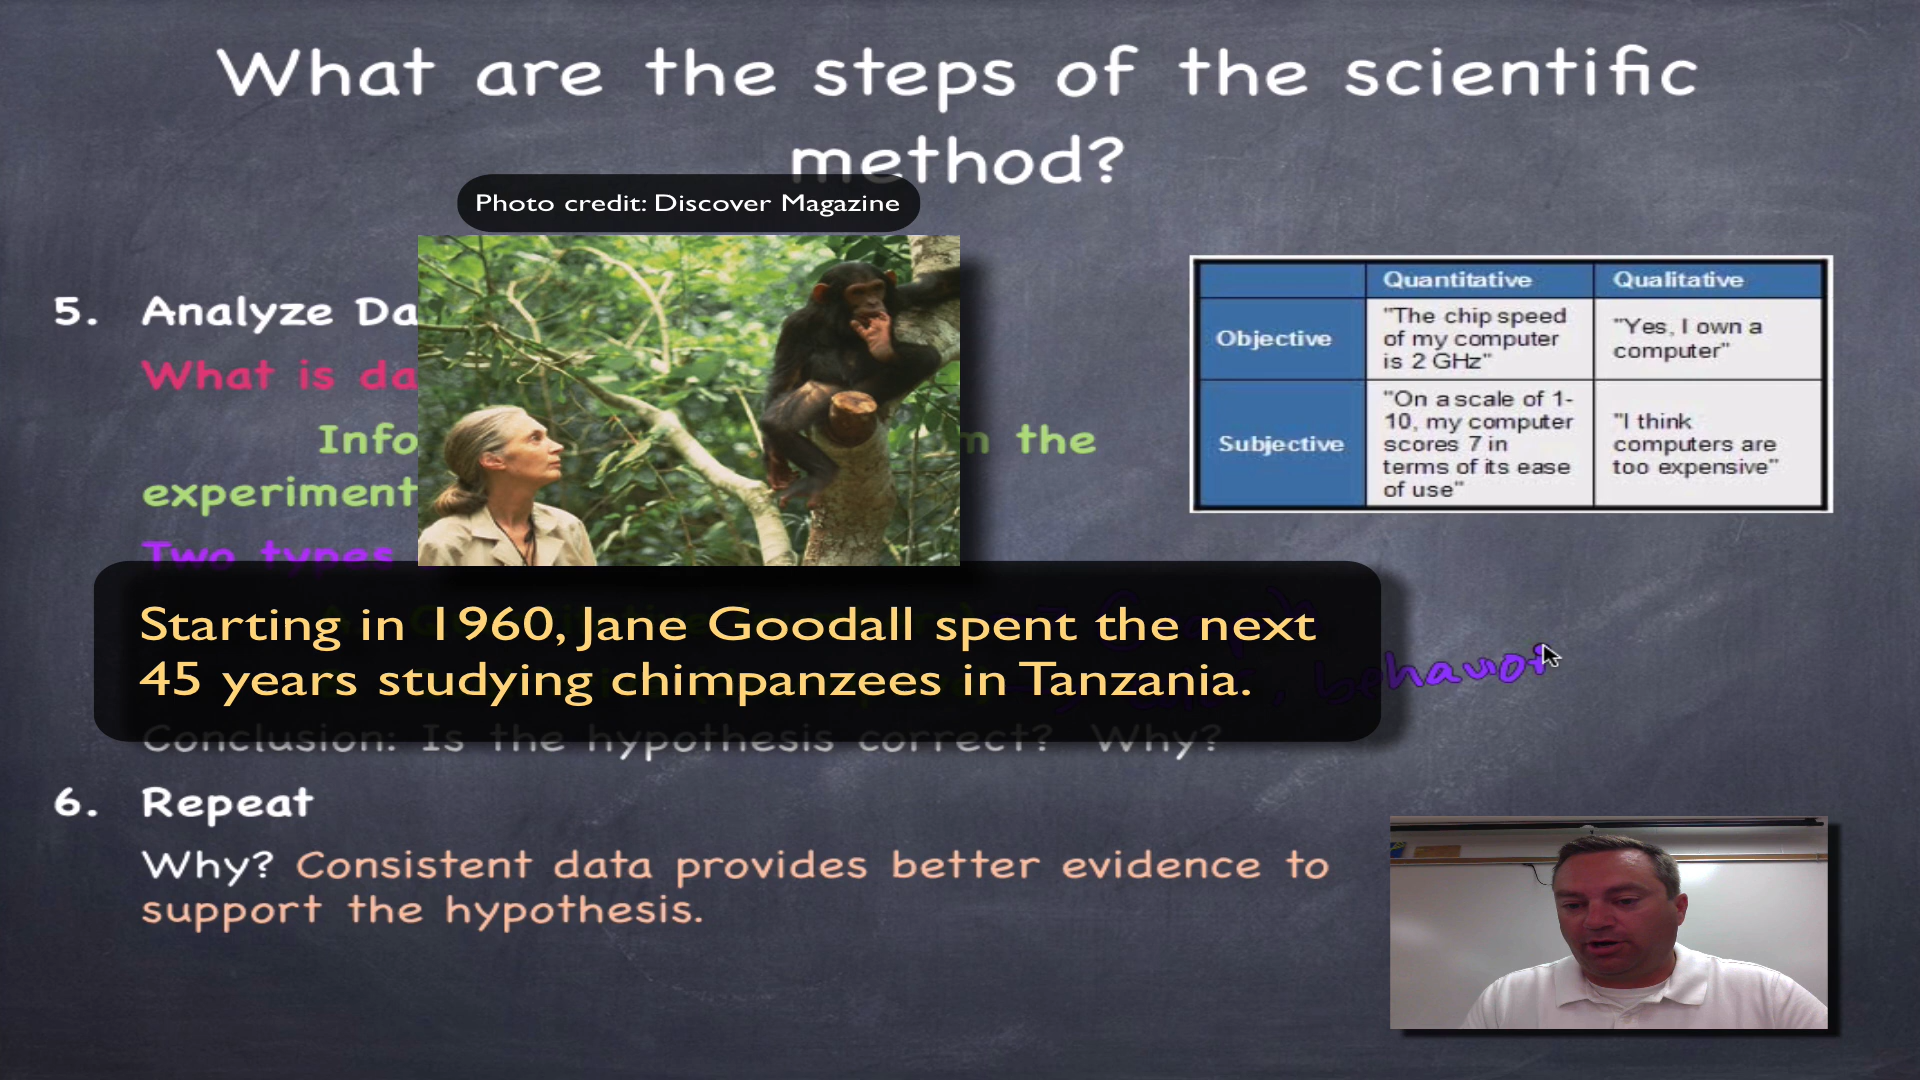 What are the steps of the scientific
method?
Photo credit: Discover Magazine
5. Analyze Da
What is da
Info the
experiment
Two types
Starting in 1960, Jane Goodall spent the next
45 years studying chimpanzees in Tanzania.
behavior
Conclusion: Is the hypothesis correct? Why?
6. Repeat
Why? Consistent data provides better evidence to
support the hypothesis.
Quantitative Qualitative
Objective
"The chip speed
of my computer
is 2 GHz"
"Yes, I own a
computer"
Subjective
"On a scale of 1-
10, my computer
scores 7 in
terms of its ease
of use"
"I think
computers are
too expensive"